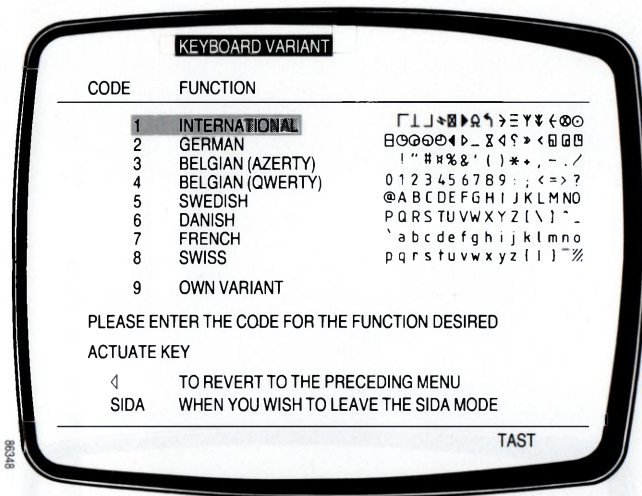 KEYBOARD VARIANT
CODE FUNCTION
1 INTERNATIONAL
2 GERMAN
3 BELGIAN (AZERTY)
4 BELGIAN (QWERTY)
5 SWEDISH
6 DANISH
7 FRENCH
8 SWISS
9 OWN VARIANT
! " # ¤ % & ' ( ) * + , - . /
0 1 2 3 4 5 6 7 8 9 : ; < = > ?
@ A B C D E F G H I J K L M N O
P Q R S T U V W X Y Z [ \ ] ^ _
` a b c d e f g h i j k l m n o
p q r s t u v w x y z { | } ‾
PLEASE ENTER THE CODE FOR THE FUNCTION DESIRED
ACTUATE KEY
◁ TO REVERT TO THE PRECEDING MENU
SIDA WHEN YOU WISH TO LEAVE THE SIDA MODE
TAST
86348